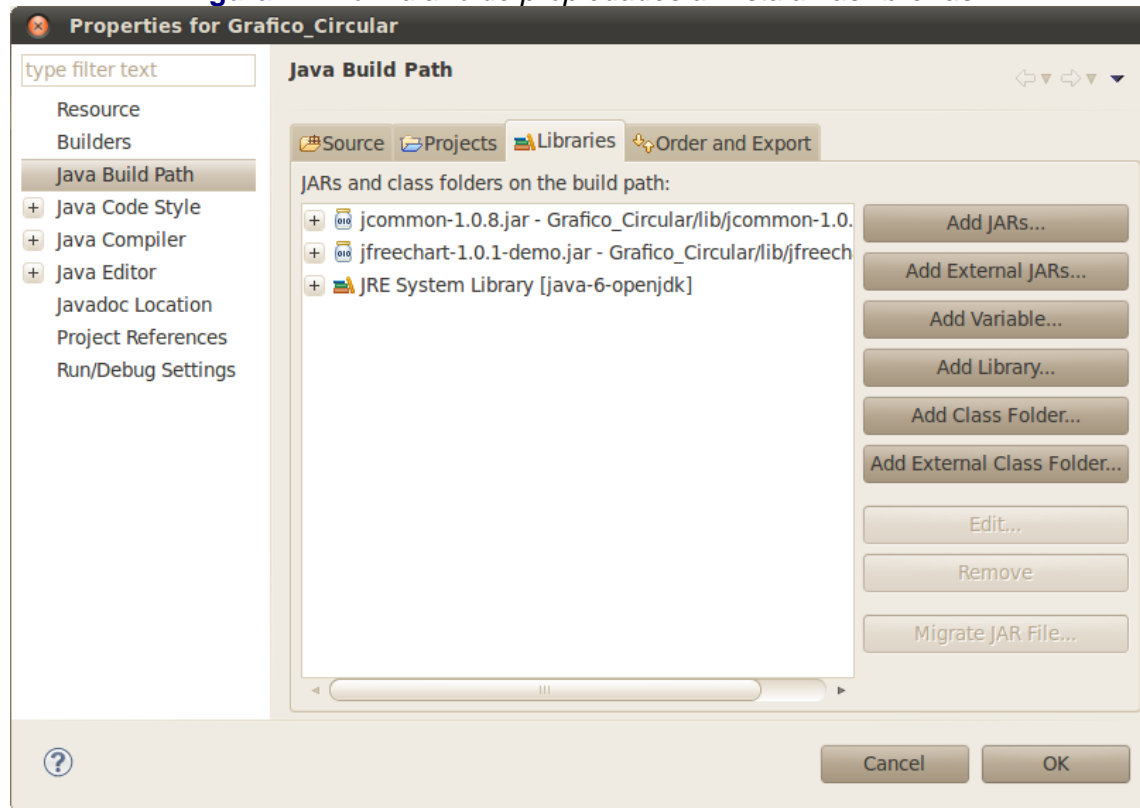 Properties for Grafico_Circular
type filter text
Resource
Builders
Java Build Path
Java Code Style
Java Compiler
Java Editor
Javadoc Location
Project References
Run/Debug Settings
Java Build Path
Source Projects Libraries Order and Export
JARs and class folders on the build path:
jcommon-1.0.8.jar - Grafico_Circular/lib/jcommon-1.0.
jfreechart-1.0.1-demo.jar - Grafico_Circular/lib/jfreech
JRE System Library [java-6-openjdk]
Add JARs...
Add External JARs...
Add Variable...
Add Library...
Add Class Folder...
Add External Class Folder...
Edit...
Remove
Migrate JAR File...
Cancel OK